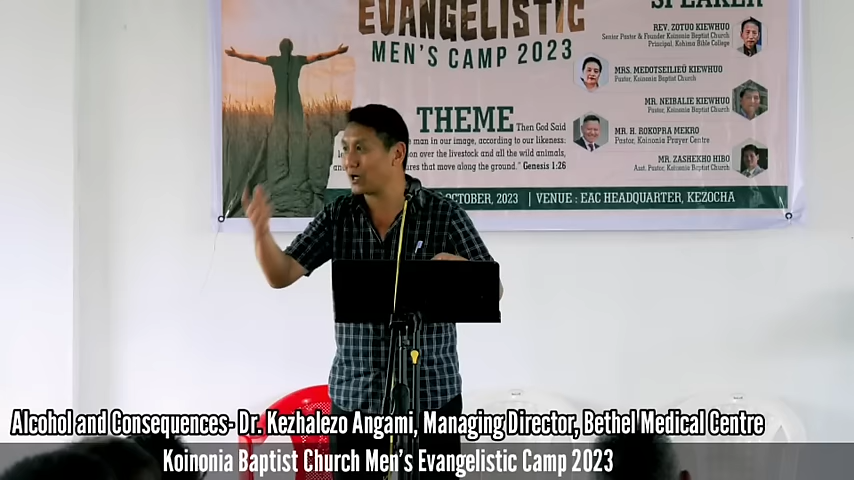 SPEAKER
EVANGELISTIC
MEN'S CAMP 2023
REV. ZOTUO KIEWHUO
Senior Pastor & Founder Koinonia Baptist Church
Principal, Kohima Bible College
MRS. MEDOTSEILIEÜ KIEWHUO
Pastor, Koinonia Baptist Church
MR. NEIBALIE KIEWHUO
Pastor, Koinonia Baptist Church
MR. H. ROKOPRA MEKRO
Pastor, Koinonia Prayer Centre
MR. ZASHEKHO HIBO
Asst. Pastor, Koinonia Baptist Church
THEME Then God Said
man in our image, according to our likeness:
over the livestock and all the wild animals,
that move along the ground." Genesis 1:26
OCTOBER, 2023 | VENUE : EAC HEADQUARTER, KEZOCHA
Alcohol and Consequences- Dr. Kezhalezo Angami, Managing Director, Bethel Medical Centre
Koinonia Baptist Church Men's Evangelistic Camp 2023